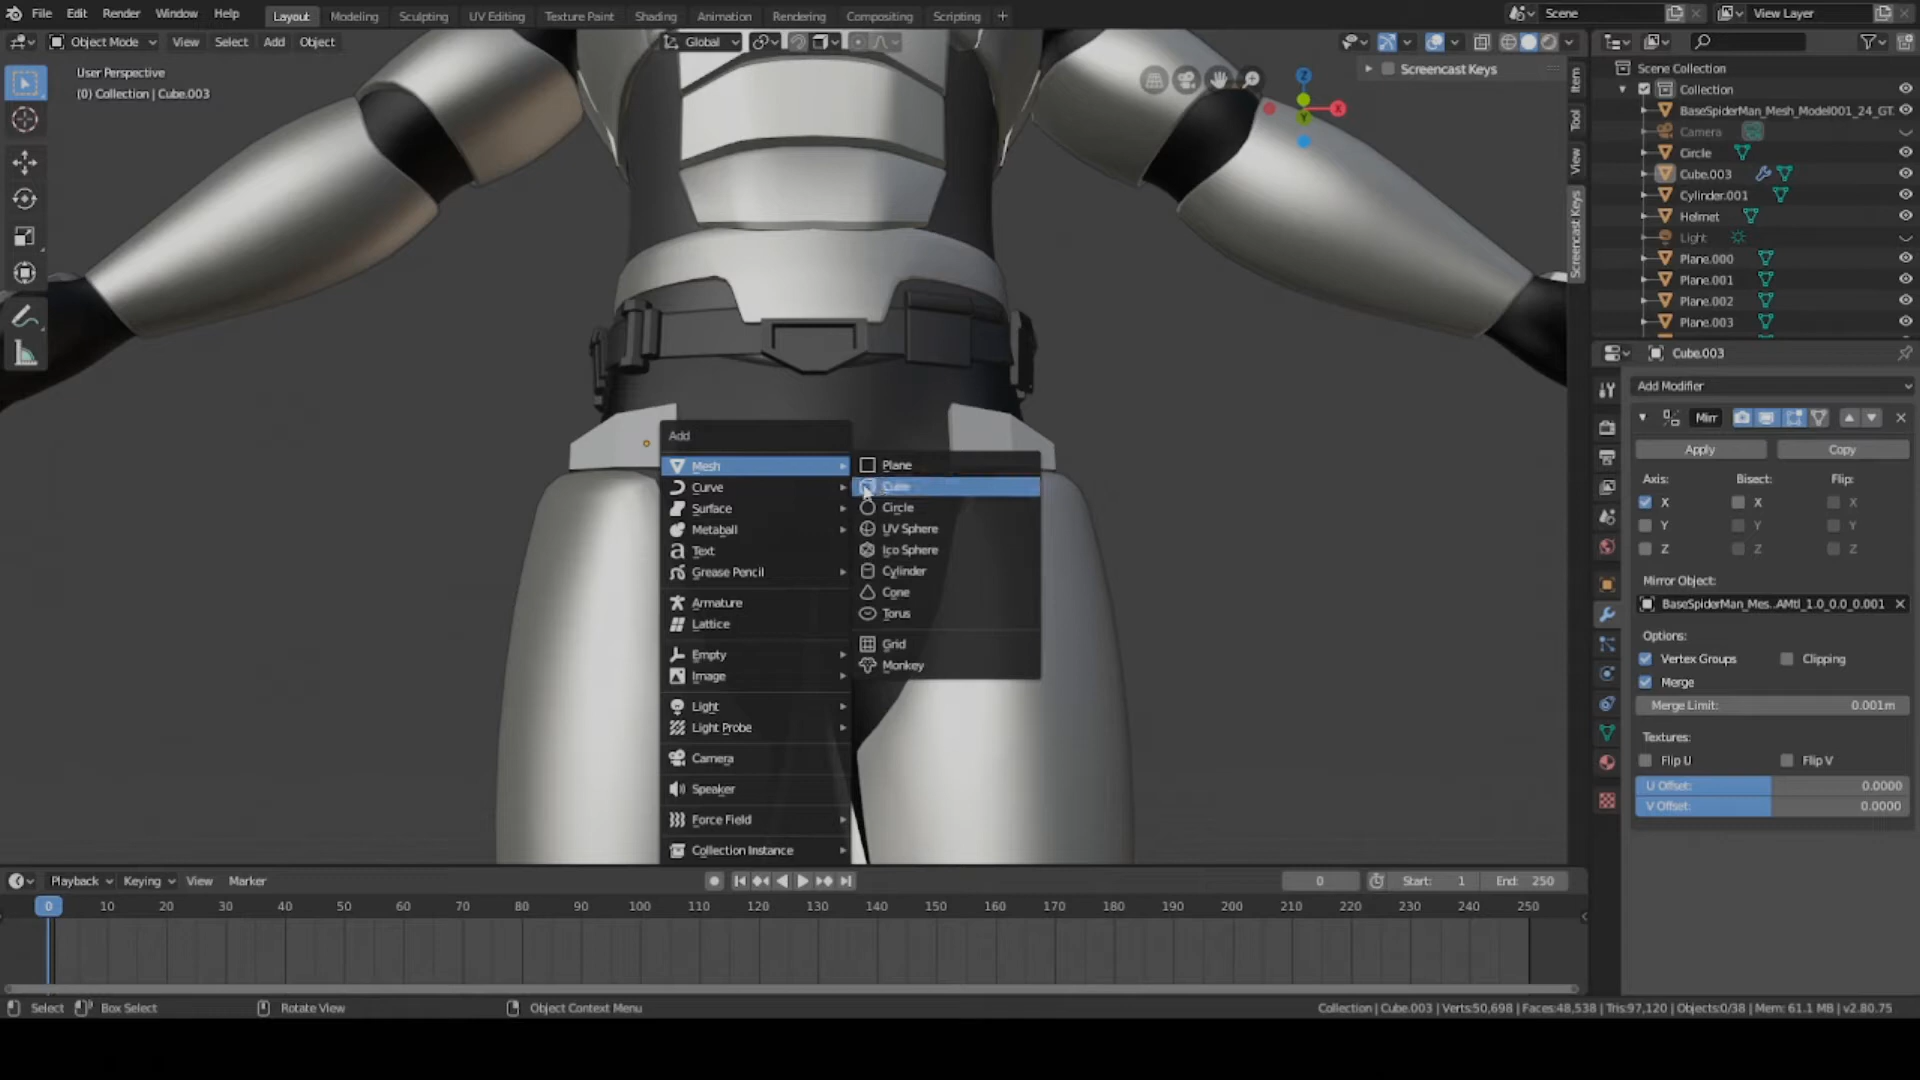 File Edit Render Window Help Layout Modeling Sculpting UV Editing Texture Paint Shading Animation Rendering Compositing Scripting + Scene View Layer
Object Mode View Select Add Object Global
User Perspective
(0) Collection | Cube.003
Screencast Keys
Z
X
Y
Item
Tool
View
Screencast Keys
Scene Collection
Collection
BaseSpiderMan_Mesh_Model001_24_GT
Camera
Circle
Cube.003
Cylinder.001
Helmet
Light
Plane.000
Plane.001
Plane.002
Plane.003
Cube.003
Add Modifier
Mirr
Apply Copy
Axis: Bisect: Flip:
X X X
Y Y Y
Z Z Z
Mirror Object:
BaseSpiderMan_Mes..AMtl_1.0_0.0_0.001
Options:
Vertex Groups Clipping
Merge
Merge Limit: 0.001m
Textures:
Flip U Flip V
U Offset: 0.0000
V Offset: 0.0000
Add
Mesh
Curve
Surface
Metaball
Text
Grease Pencil
Armature
Lattice
Empty
Image
Light
Light Probe
Camera
Speaker
Force Field
Collection Instance
Plane
Cube
Circle
UV Sphere
Ico Sphere
Cylinder
Cone
Torus
Grid
Monkey
Playback Keying View Marker 0 Start: 1 End: 250
0 10 20 30 40 50 60 70 80 90 100 110 120 130 140 150 160 170 180 190 200 210 220 230 240 250
Select Box Select Rotate View Object Context Menu Collection | Cube.003 | Verts:50,698 | Faces:48,538 | Tris:97,120 | Objects:0/38 | Mem: 61.1 MB | v2.80.75